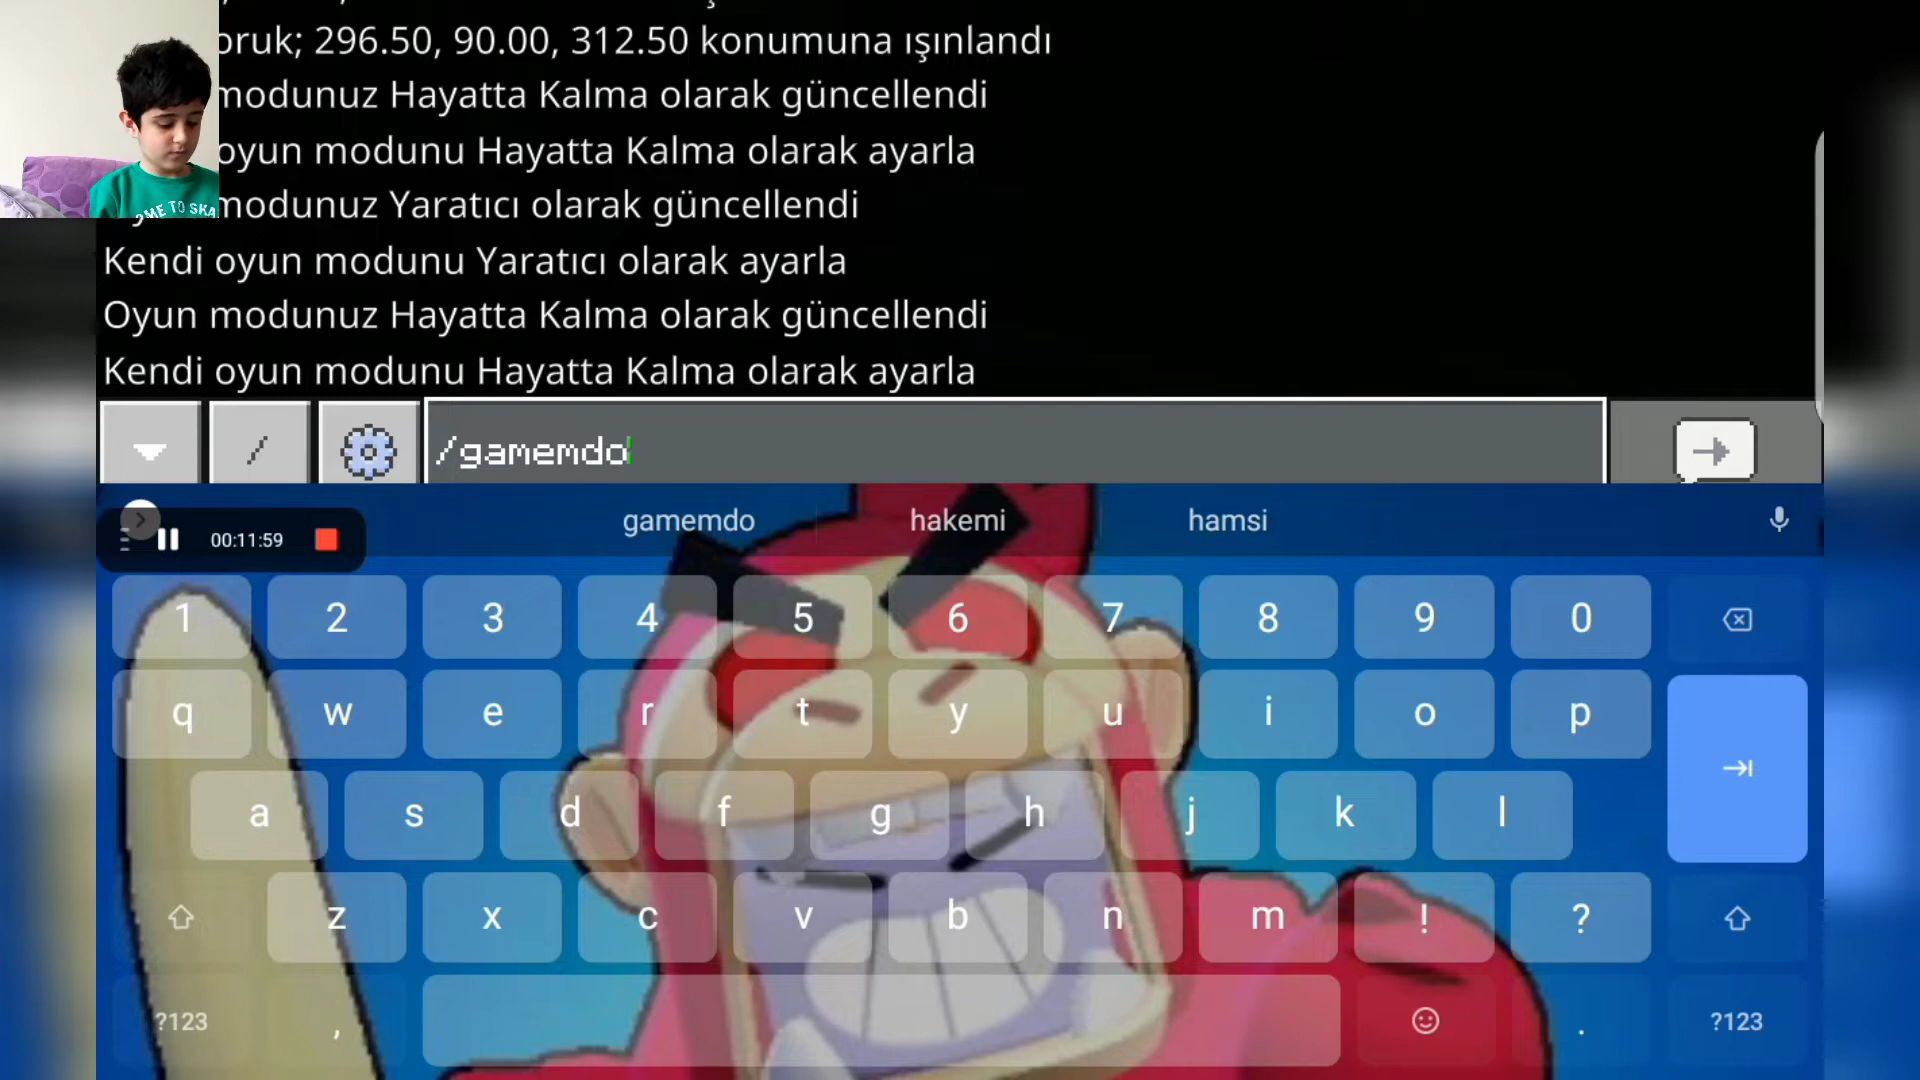 oruk; 296.50, 90.00, 312.50 konumuna ışınlandı
modunuz Hayatta Kalma olarak güncellendi
oyun modunu Hayatta Kalma olarak ayarla
modunuz Yaratıcı olarak güncellendi
OME TO SKA
Kendi oyun modunu Yaratıcı olarak ayarla
Oyun modunuz Hayatta Kalma olarak güncellendi
Kendi oyun modunu Hayatta Kalma olarak ayarla
/ /gamemdo
gamemdo hakemi hamsi
00:11:59
1 2 3 4 5 6 7 8 9 0
q w e r t y u i o p
a s d f g h j k l
z x c v b n m ! ?
?123 , . ?123